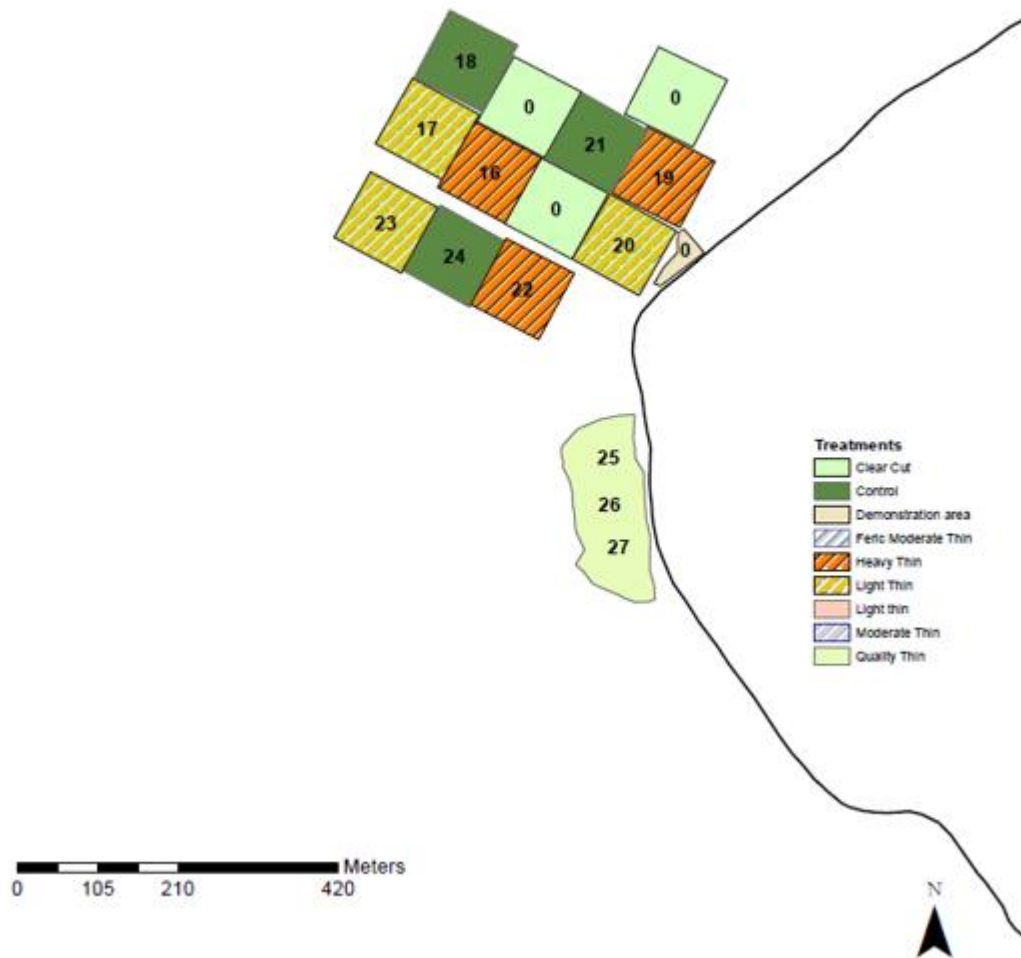 18
0
0
17
21
16
19
0
23
20
0
24
22
25
26
27
Treatments
Clear Cut
Control
Demonstration area
Feric Moderate Thin
Heavy Thin
Light Thin
Light thin
Moderate Thin
Quality Thin
Meters
0 105 210 420
N